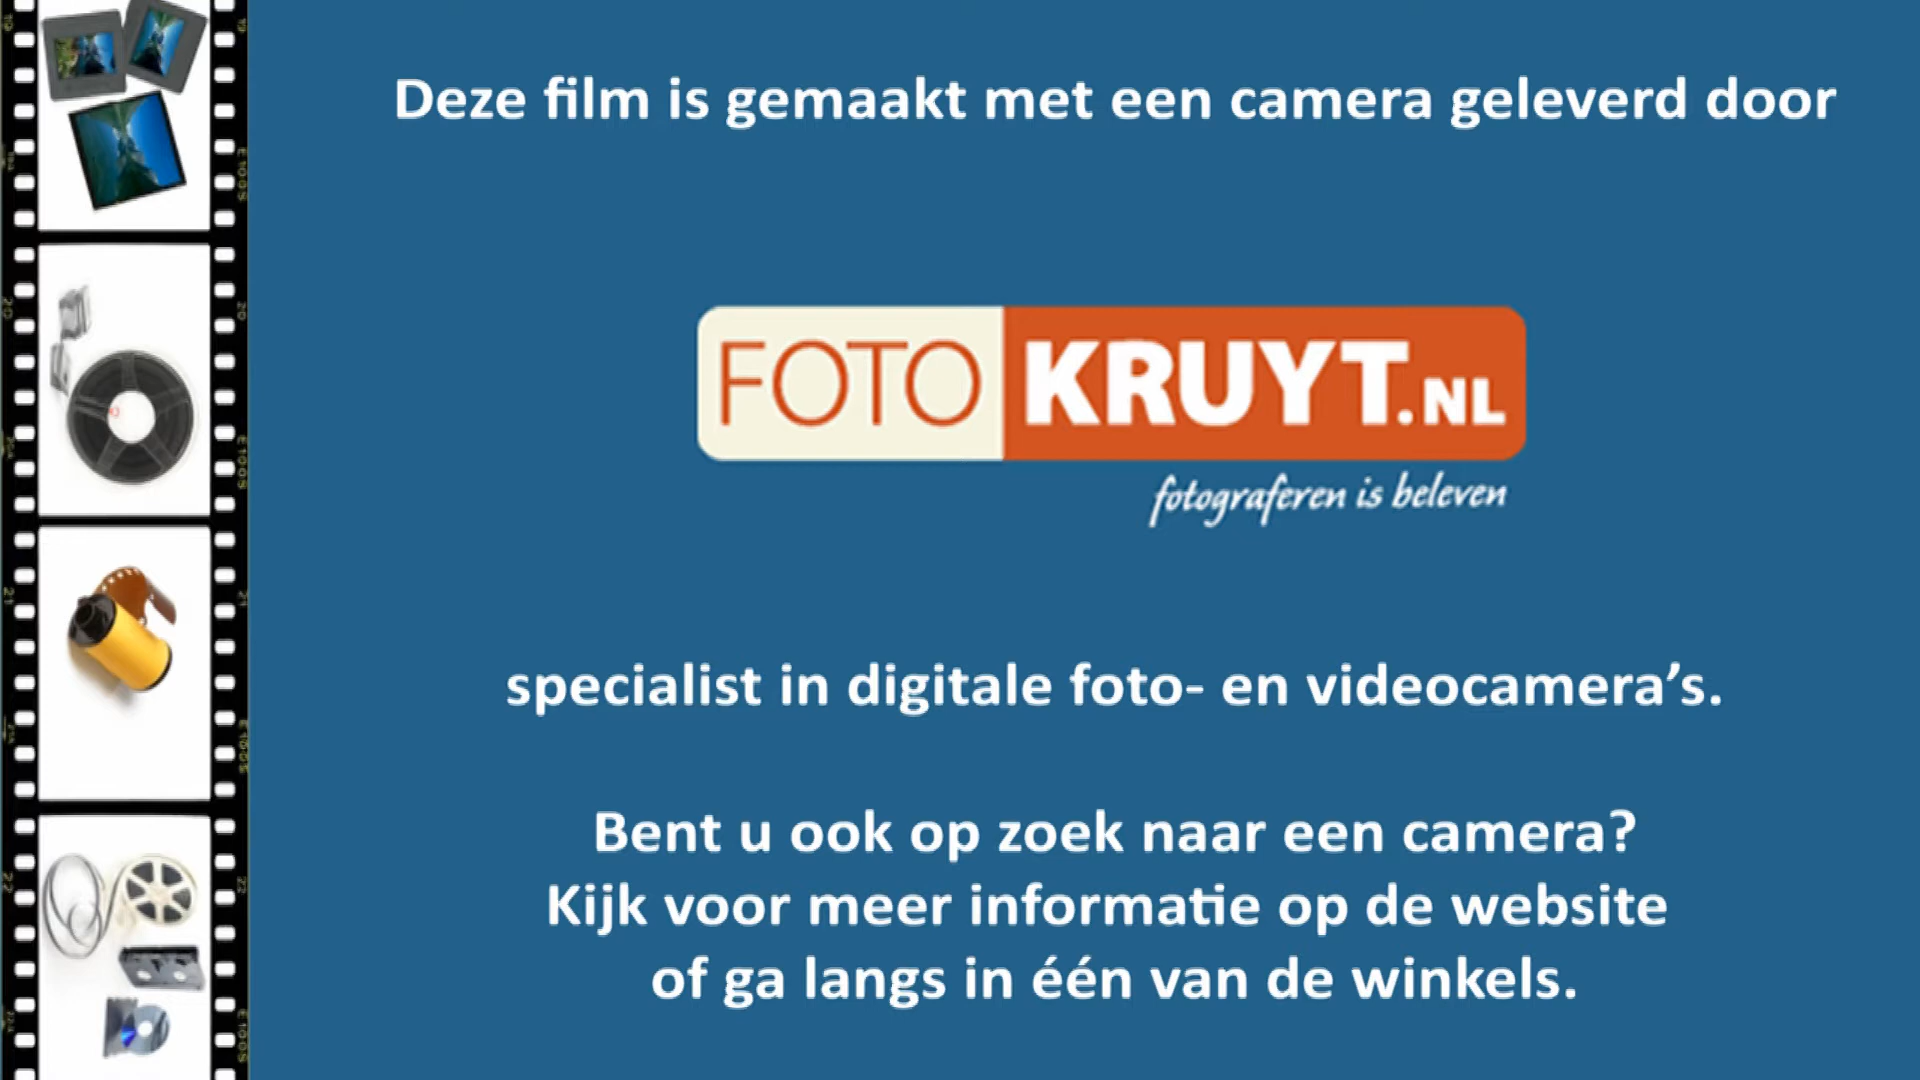 Deze film is gemaakt met een camera geleverd door
FOTO KRUYT.NL
fotograferen is beleven
specialist in digitale foto- en videocamera's.
Bent u ook op zoek naar een camera?
Kijk voor meer informatie op de website
of ga langs in één van de winkels.